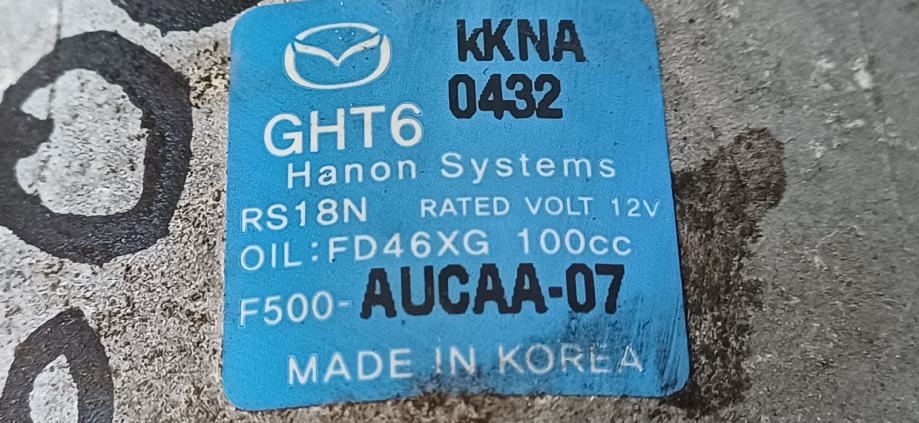 kKNA
0432
GHT6
Hanon Systems
RS18N RATED VOLT 12V
OIL:FD46XG 100cc
F500-AUCAA-07
MADE IN KOREA